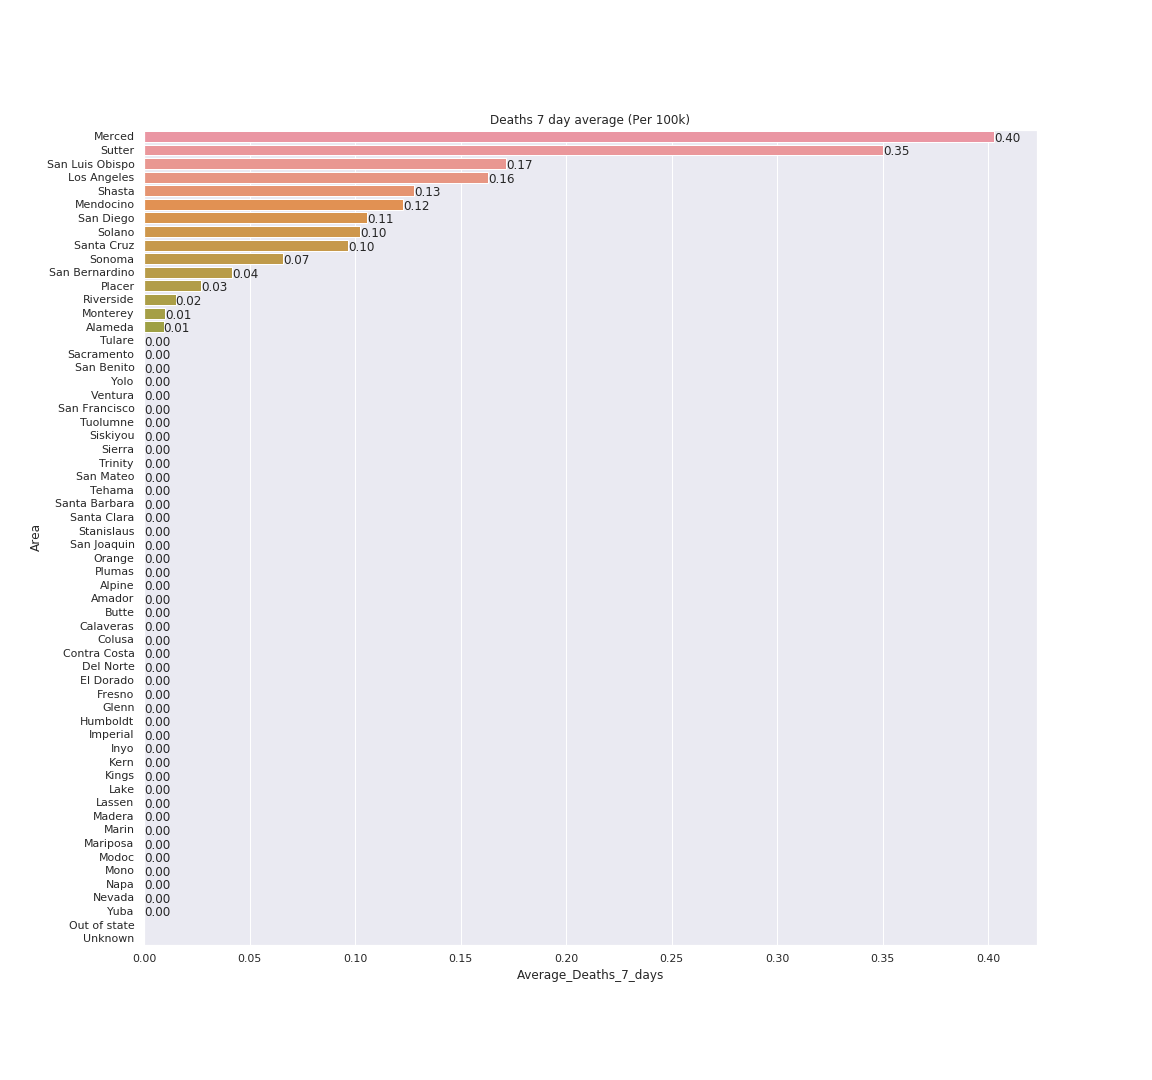 Deaths 7 day average (Per 100k)
Merced 0.40
Sutter 0.35
San Luis Obispo 0.17
Los Angeles 0.16
Shasta 0.13
Mendocino 0.12
San Diego 0.11
Solano 0.10
Santa Cruz 0.10
Sonoma 0.07
San Bernardino 0.04
Placer 0.03
Riverside 0.02
Monterey 0.01
Alameda 0.01
Tulare 0.00
Sacramento 0.00
San Benito 0.00
Yolo 0.00
Ventura 0.00
San Francisco 0.00
Tuolumne 0.00
Siskiyou 0.00
Sierra 0.00
Trinity 0.00
San Mateo 0.00
Tehama 0.00
Santa Barbara 0.00
Santa Clara 0.00
Stanislaus 0.00
San Joaquin 0.00
Orange 0.00
Plumas 0.00
Alpine 0.00
Amador 0.00
Butte 0.00
Calaveras 0.00
Colusa 0.00
Contra Costa 0.00
Del Norte 0.00
El Dorado 0.00
Fresno 0.00
Glenn 0.00
Humboldt 0.00
Imperial 0.00
Inyo 0.00
Kern 0.00
Kings 0.00
Lake 0.00
Lassen 0.00
Madera 0.00
Marin 0.00
Mariposa 0.00
Modoc 0.00
Mono 0.00
Napa 0.00
Nevada 0.00
Yuba 0.00
Out of state
Unknown
Area
0.00 0.05 0.10 0.15 0.20 0.25 0.30 0.35 0.40
Average_Deaths_7_days